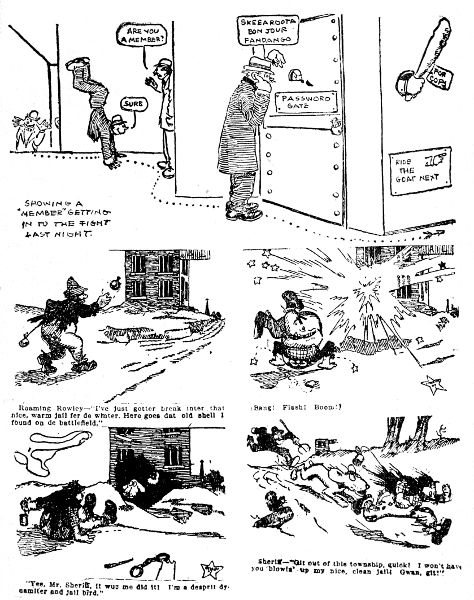 ARE YOU
A MEMBER?
SURE
SKEEAROOTA
BON JOUR
FANDANGO
PASSWORD
GATE
FOR
COPS
RIDE
THE
GOAT NEXT
SHOWING A
"MEMBER" GETTING
IN TO THE FIGHT
LAST NIGHT.
Roaming Rowley—"I've just gotter break inter that
nice, warm jail fer de winter. Here goes dat old shell I
found on de battlefield."
(Bang! Flash! Boom!)
"Yes, Mr. Sheriff, it wuz me did it! I'm a desprit dy-
namiter and jail bird."
Sheriff—"Git out of this township, quick! I won't have
you blowin' up my nice, clean jail! Gwan, git!"